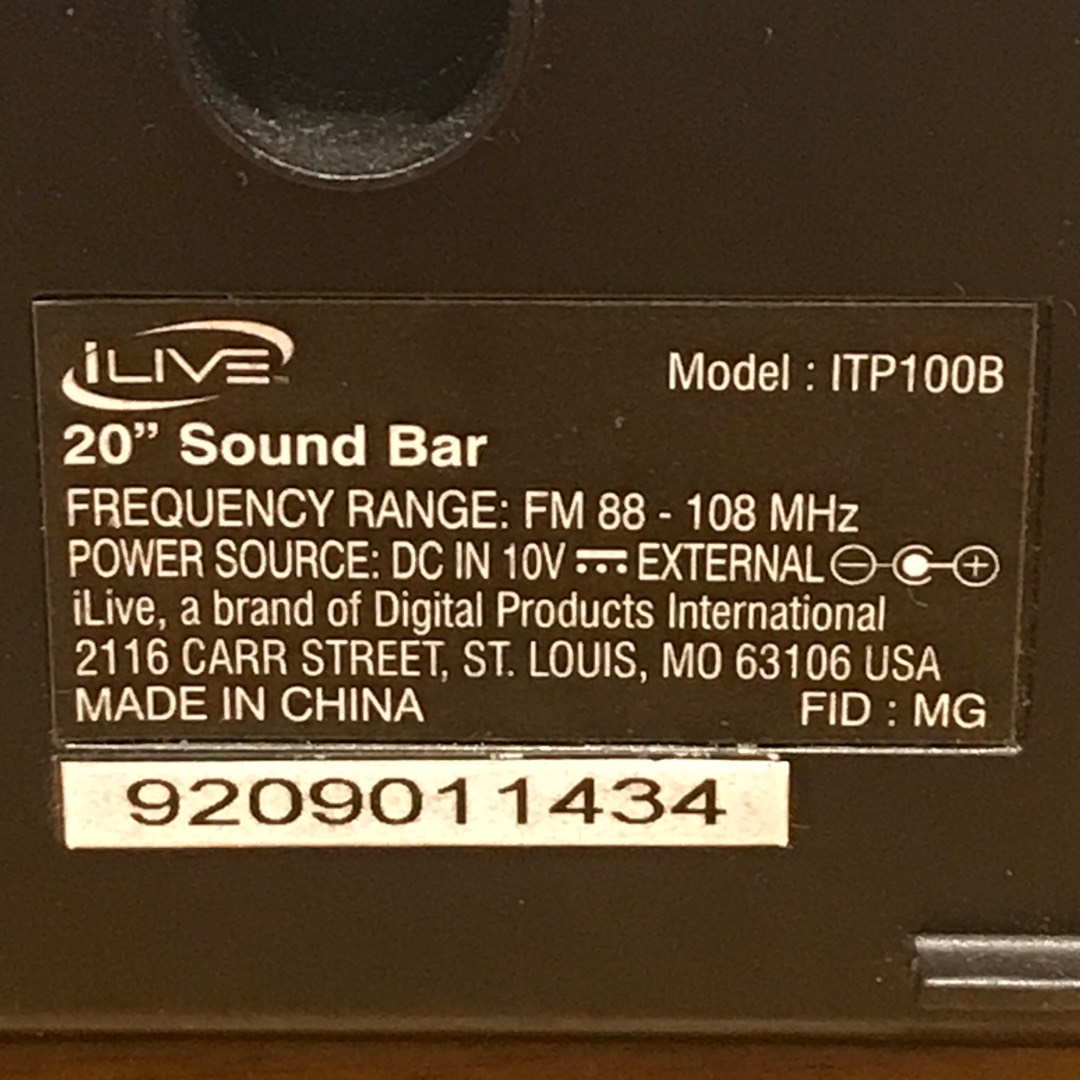 iLIVE
Model : ITP100B
20” Sound Bar
FREQUENCY RANGE: FM 88 - 108 MHz
POWER SOURCE: DC IN 10V ⎓ EXTERNAL
iLive, a brand of Digital Products International
2116 CARR STREET, ST. LOUIS, MO 63106 USA
MADE IN CHINA FID : MG
9209011434